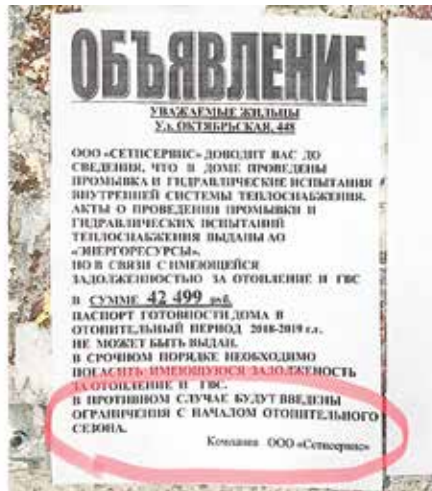 ОБЪЯВЛЕНИЕ
УВАЖАЕМЫЕ ЖИЛЬЦЫ
Ул. ОКТЯБРЬСКАЯ, 448
ООО «СЕТИСЕРВИС» ДОВОДИТ ВАС ДО
СВЕДЕНИЯ, ЧТО В ДОМЕ ПРОВЕДЕНЫ
ПРОМЫВКА И ГИДРАВЛИЧЕСКИЕ ИСПЫТАНИЯ
ВНУТРЕННЕЙ СИСТЕМЫ ТЕПЛОСНАБЖЕНИЯ.
АКТЫ О ПРОВЕДЕНИИ ПРОМЫВКИ И
ГИДРАВЛИЧЕСКИХ ИСПЫТАНИЙ
ТЕПЛОСНАБЖЕНИЯ ВЫДАНЫ АО
«ЭНЕРГОРЕСУРСЫ».
НО В СВЯЗИ С ИМЕЮЩЕЙСЯ
ЗАДОЛЖЕННОСТЬЮ ЗА ОТОПЛЕНИЕ И ГВС
В СУММЕ 42 499 руб.
ПАСПОРТ ГОТОВНОСТИ ДОМА В
ОТОПИТЕЛЬНЫЙ ПЕРИОД 2018-2019 г.г.
НЕ МОЖЕТ БЫТЬ ВЫДАН.
В СРОЧНОМ ПОРЯДКЕ НЕОБХОДИМО
ПОГАСИТЬ ИМЕЮЩУЮСЯ ЗАДОЛЖЕНОСТЬ
ЗА ОТОПЛЕНИЕ И ГВС.
В ПРОТИВНОМ СЛУЧАЕ БУДУТ ВВЕДЕНЫ
ОГРАНИЧЕНИЯ С НАЧАЛОМ ОТОПИТЕЛЬНОГО
СЕЗОНА.
Компания ООО «Сетисервис»